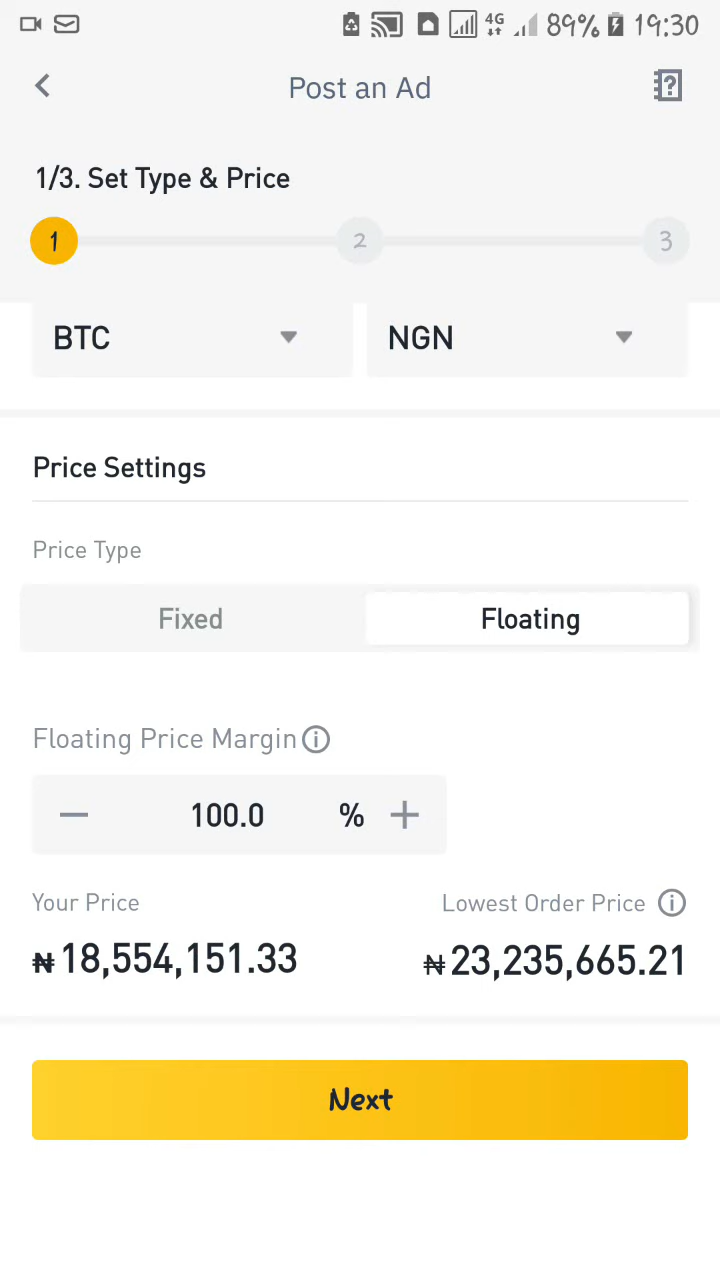 4G 89% 19:30
Post an Ad
1/3. Set Type & Price
1 2 3
BTC NGN
Price Settings
Price Type
Fixed Floating
Floating Price Margin
− 100.0 % +
Your Price Lowest Order Price
₦18,554,151.33 ₦23,235,665.21
Next